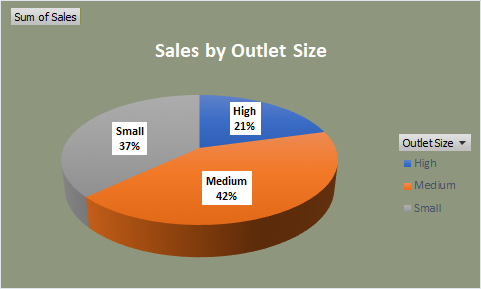 Sum of Sales
Sales by Outlet Size
High
21%
Small
37%
Medium
42%
Outlet Size
High
Medium
Small